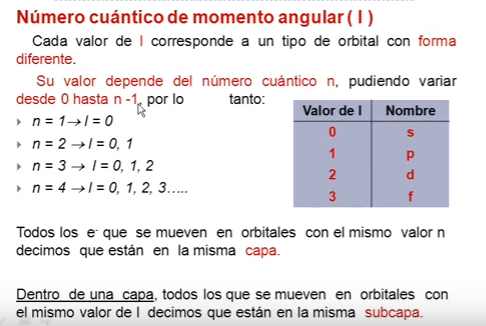 Número cuántico de momento angular ( l )
Cada valor de l corresponde a un tipo de orbital con forma
diferente.
Su valor depende del número cuántico n, pudiendo variar
desde 0 hasta n -1, por lo tanto:
n = 1→ l = 0
n = 2 → l = 0, 1
n = 3 → l = 0, 1, 2
n = 4 → l = 0, 1, 2, 3.....
Valor de l Nombre
0 s
1 p
2 d
3 f
Todos los e- que se mueven en orbitales con el mismo valor n
decimos que están en la misma capa.
Dentro de una capa, todos los que se mueven en orbitales con
el mismo valor de l decimos que están en la misma subcapa.